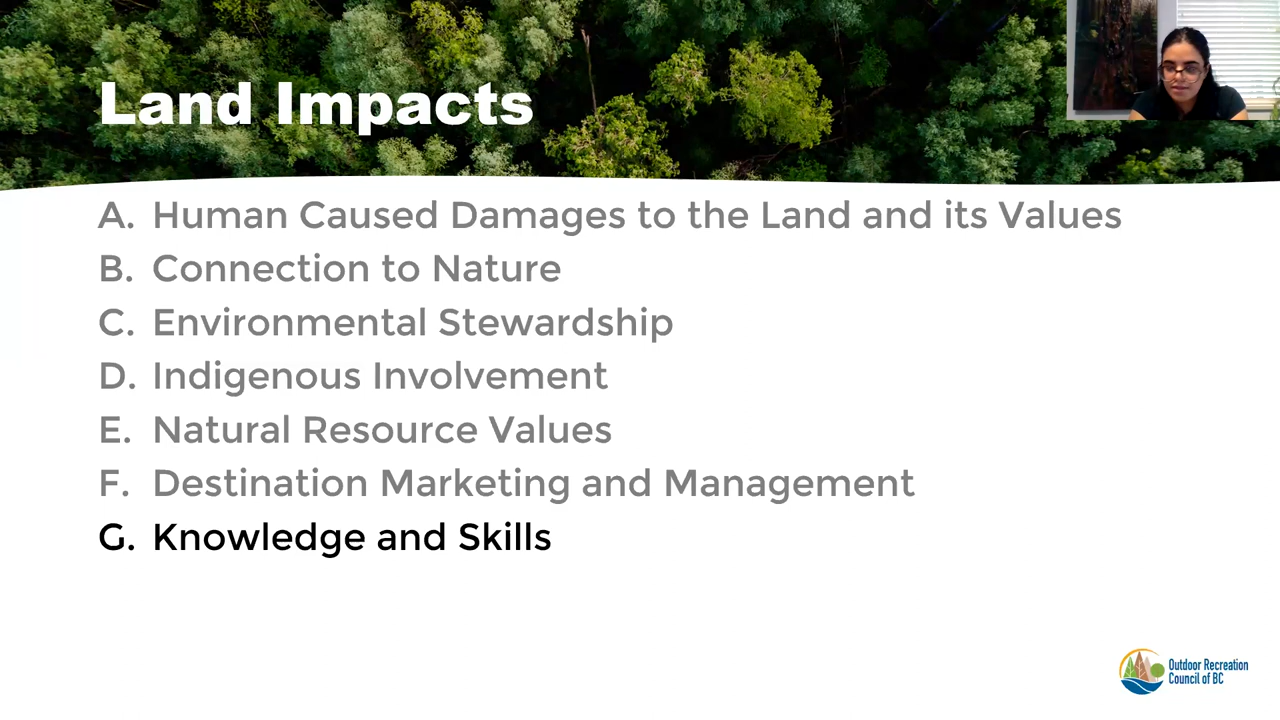 Land Impacts
A. Human Caused Damages to the Land and its Values
B. Connection to Nature
C. Environmental Stewardship
D. Indigenous Involvement
E. Natural Resource Values
F. Destination Marketing and Management
G. Knowledge and Skills
Outdoor Recreation
Council of BC